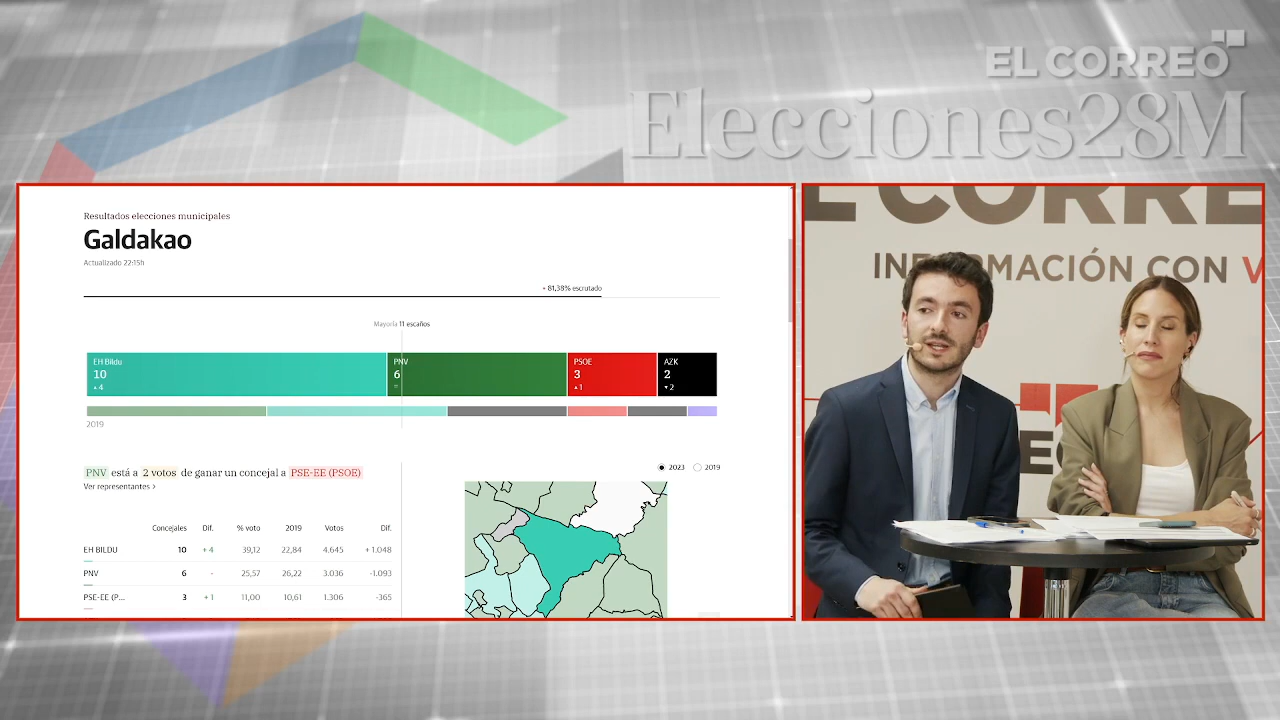 EL CORREO
Elecciones28M
Resultados elecciones municipales
Galdakao
Actualizado 22:15h
81,38% escrutado
Mayoría 11 escaños
EH Bildu PNV PSOE AZK
10 6 3 2
▲4 = ▲1 ▼2
2019
PNV está a 2 votos de ganar un concejal a PSE-EE (PSOE)
Ver representantes >
2023 2019
Concejales Dif. % voto 2019 Votos Dif.
EH BILDU 10 +4 39,12 22,84 4.645 +1.048
PNV 6 - 25,57 26,22 3.036 -1.093
PSE-EE (P... 3 +1 11,00 10,61 1.306 -365
L CORRE
INFORMACIÓN CON V